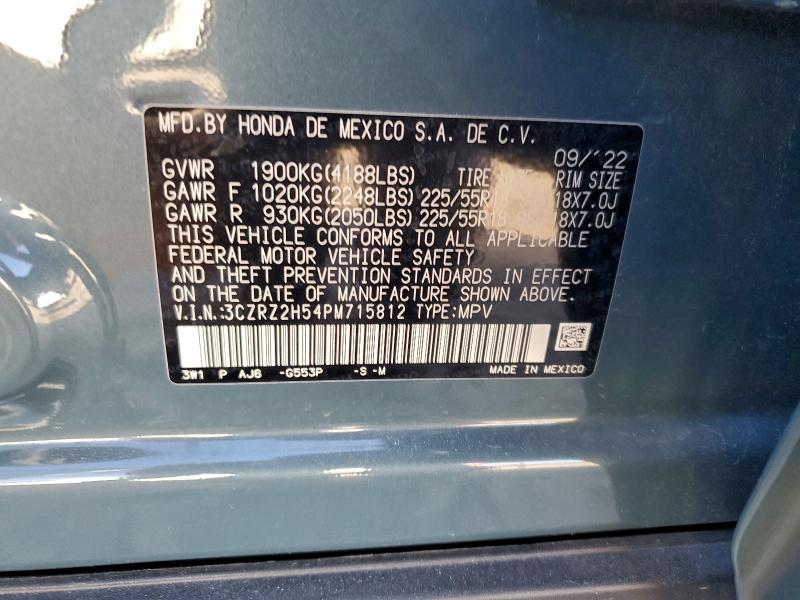 MFD.BY HONDA DE MEXICO S.A. DE C.V.
09/'22
GVWR 1900KG(4188LBS) TIRE RIM SIZE
GAWR F 1020KG(2248LBS) 225/55R18 18X7.0J
GAWR R 930KG(2050LBS) 225/55R18 18X7.0J
THIS VEHICLE CONFORMS TO ALL APPLICABLE
FEDERAL MOTOR VEHICLE SAFETY
AND THEFT PREVENTION STANDARDS IN EFFECT
ON THE DATE OF MANUFACTURE SHOWN ABOVE.
V.I.N.:3CZRZ2H54PM715812 TYPE:MPV
3W1 P AJ6 -G553P -S -M MADE IN MEXICO